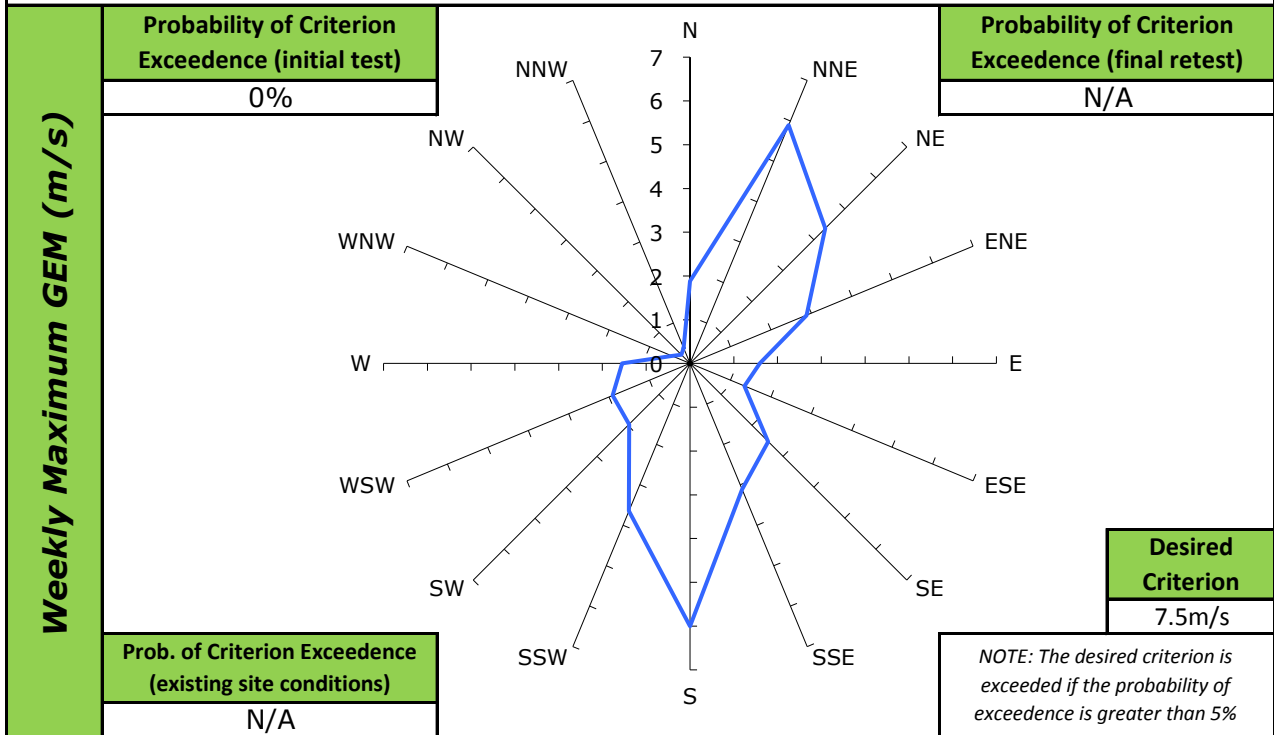 Weekly Maximum GEM (m/s)
Probability of Criterion
Exceedence (initial test)
0%
Probability of Criterion
Exceedence (final retest)
N/A
N
NNE
NE
ENE
E
ESE
SE
SSE
S
SSW
SW
WSW
W
WNW
NW
NNW
7
6
5
4
3
2
1
0
Prob. of Criterion Exceedence
(existing site conditions)
N/A
Desired
Criterion
7.5m/s
NOTE: The desired criterion is
exceeded if the probability of
exceedence is greater than 5%